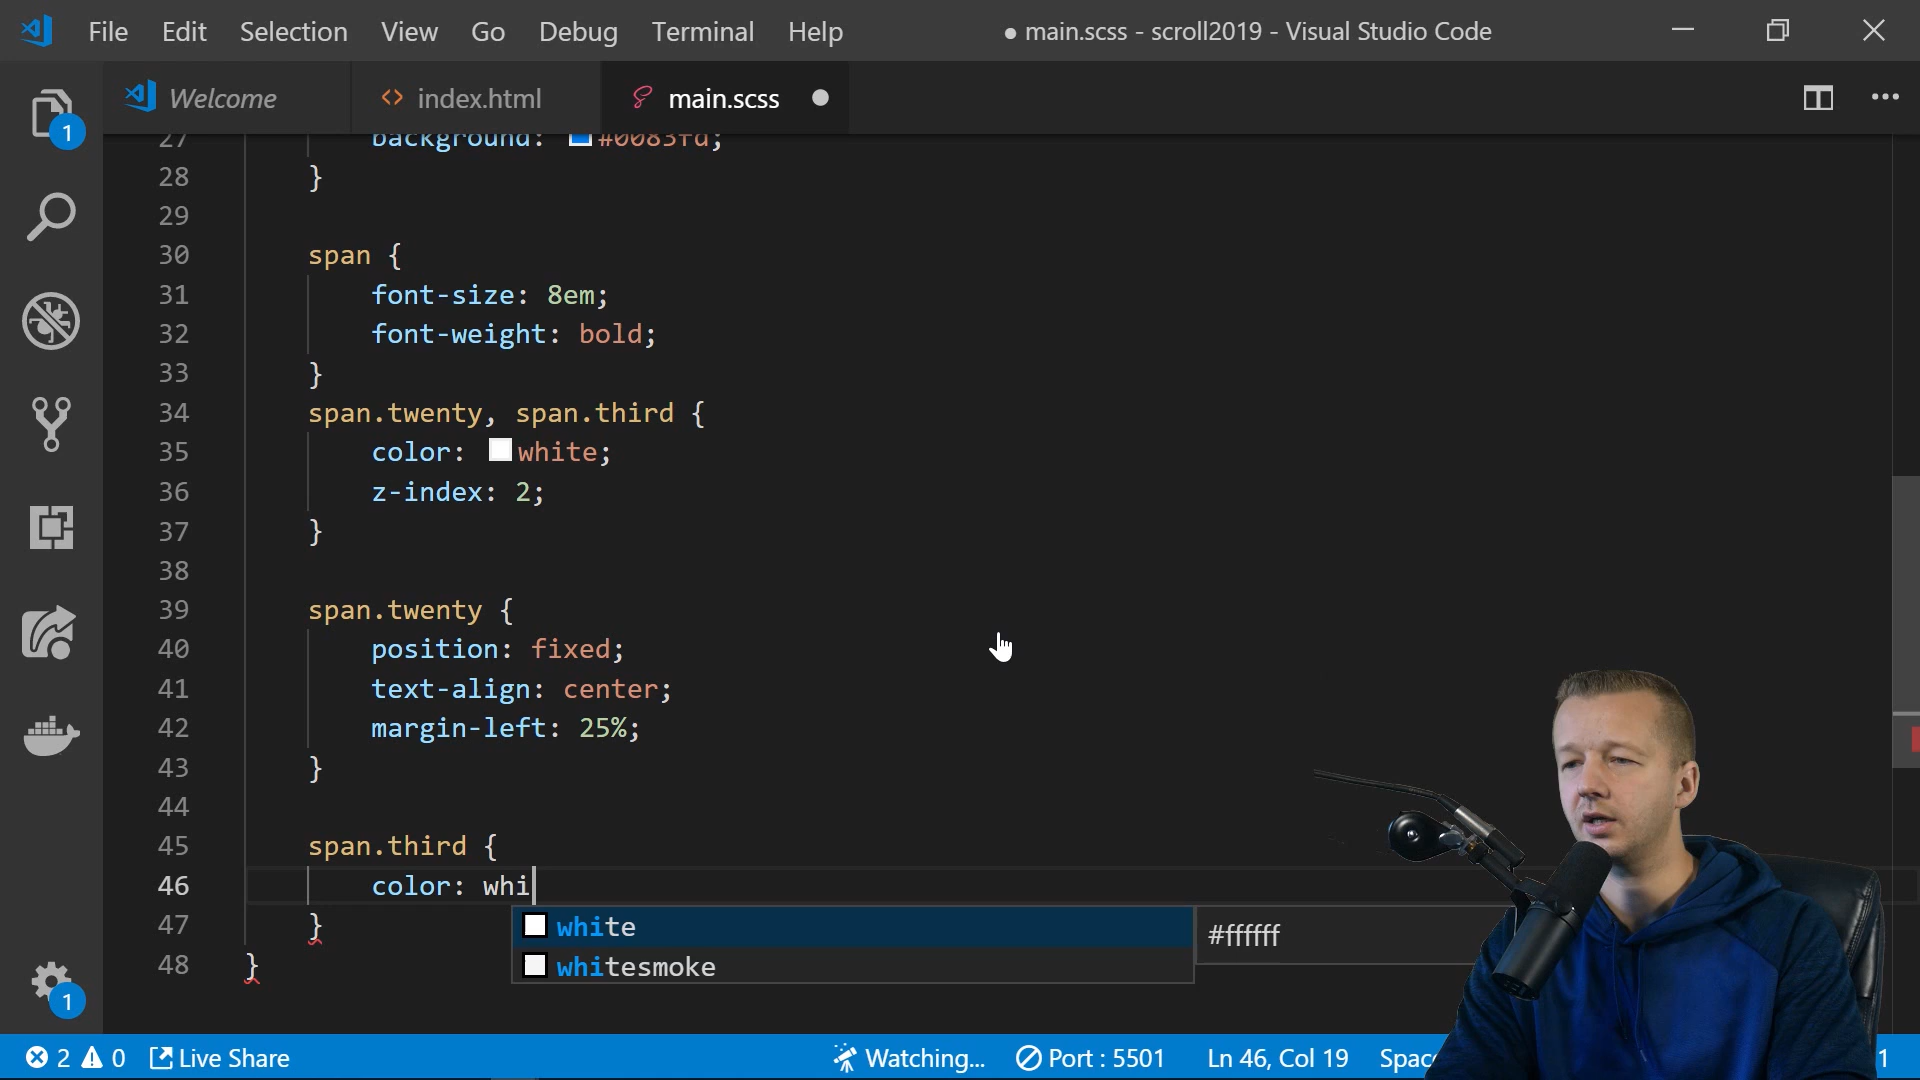 File Edit Selection View Go Debug Terminal Help ● main.scss - scroll2019 - Visual Studio Code
Welcome index.html main.scss
1
27 background: #0083fd;
28 }
29
30 span {
31 font-size: 8em;
32 font-weight: bold;
33 }
34 span.twenty, span.third {
35 color: white;
36 z-index: 2;
37 }
38
39 span.twenty {
40 position: fixed;
41 text-align: center;
42 margin-left: 25%;
43 }
44
45 span.third {
46 color: whi
47 }
white #ffffff
48 }
whitesmoke
1
2 0 Live Share Watching... Port : 5501 Ln 46, Col 19 1